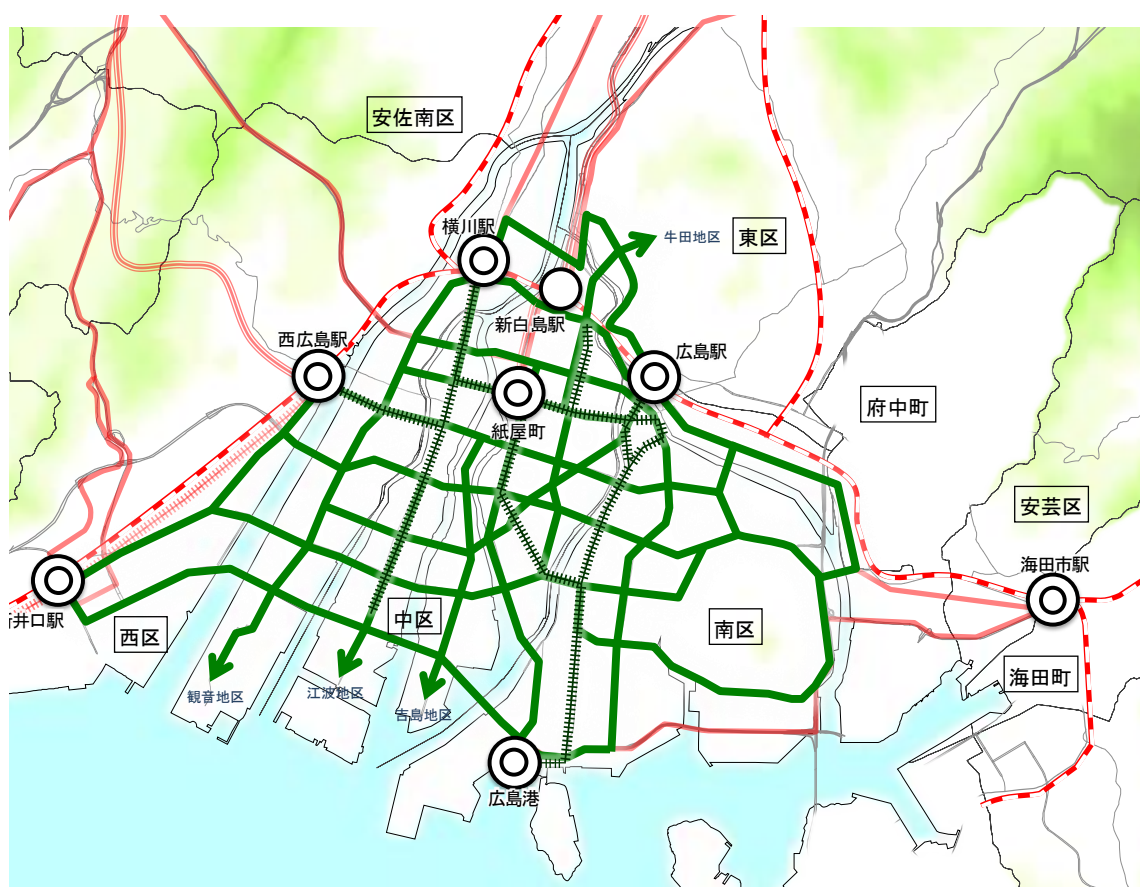 安佐南区
横川駅
牛田地区
東区
新白島駅
西広島駅
広島駅
紙屋町
府中町
安芸区
海田市駅
井口駅
西区
中区
南区
海田町
観音地区
江波地区
吉島地区
広島港